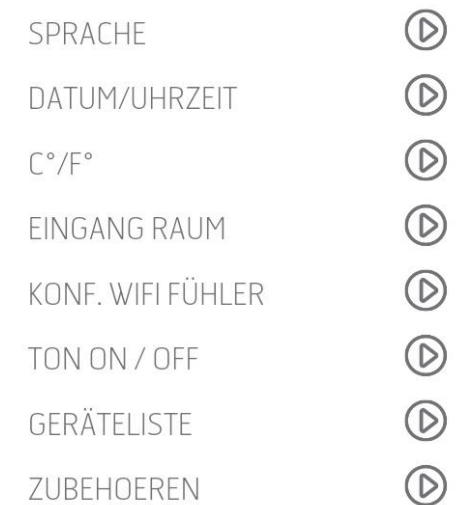 SPRACHE
DATUM/UHRZEIT
C°/F°
EINGANG RAUM
KONF. WIFI FÜHLER
TON ON / OFF
GERÄTELISTE
ZUBEHOEREN